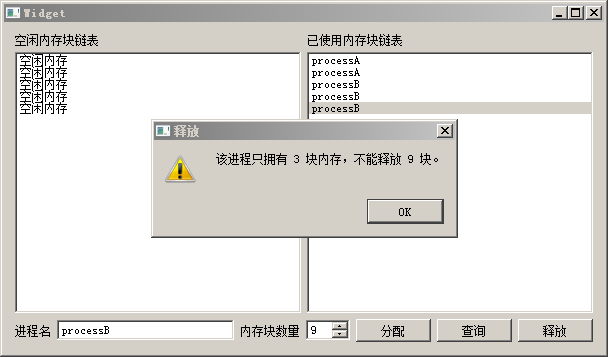 Widget
空闲内存块链表
已使用内存块链表
空闲内存
空闲内存
空闲内存
空闲内存
空闲内存
processA
processA
processB
processB
processB
释放
该进程只拥有 3 块内存，不能释放 9 块。
OK
进程名 processB 内存块数量 9 分配 查询 释放